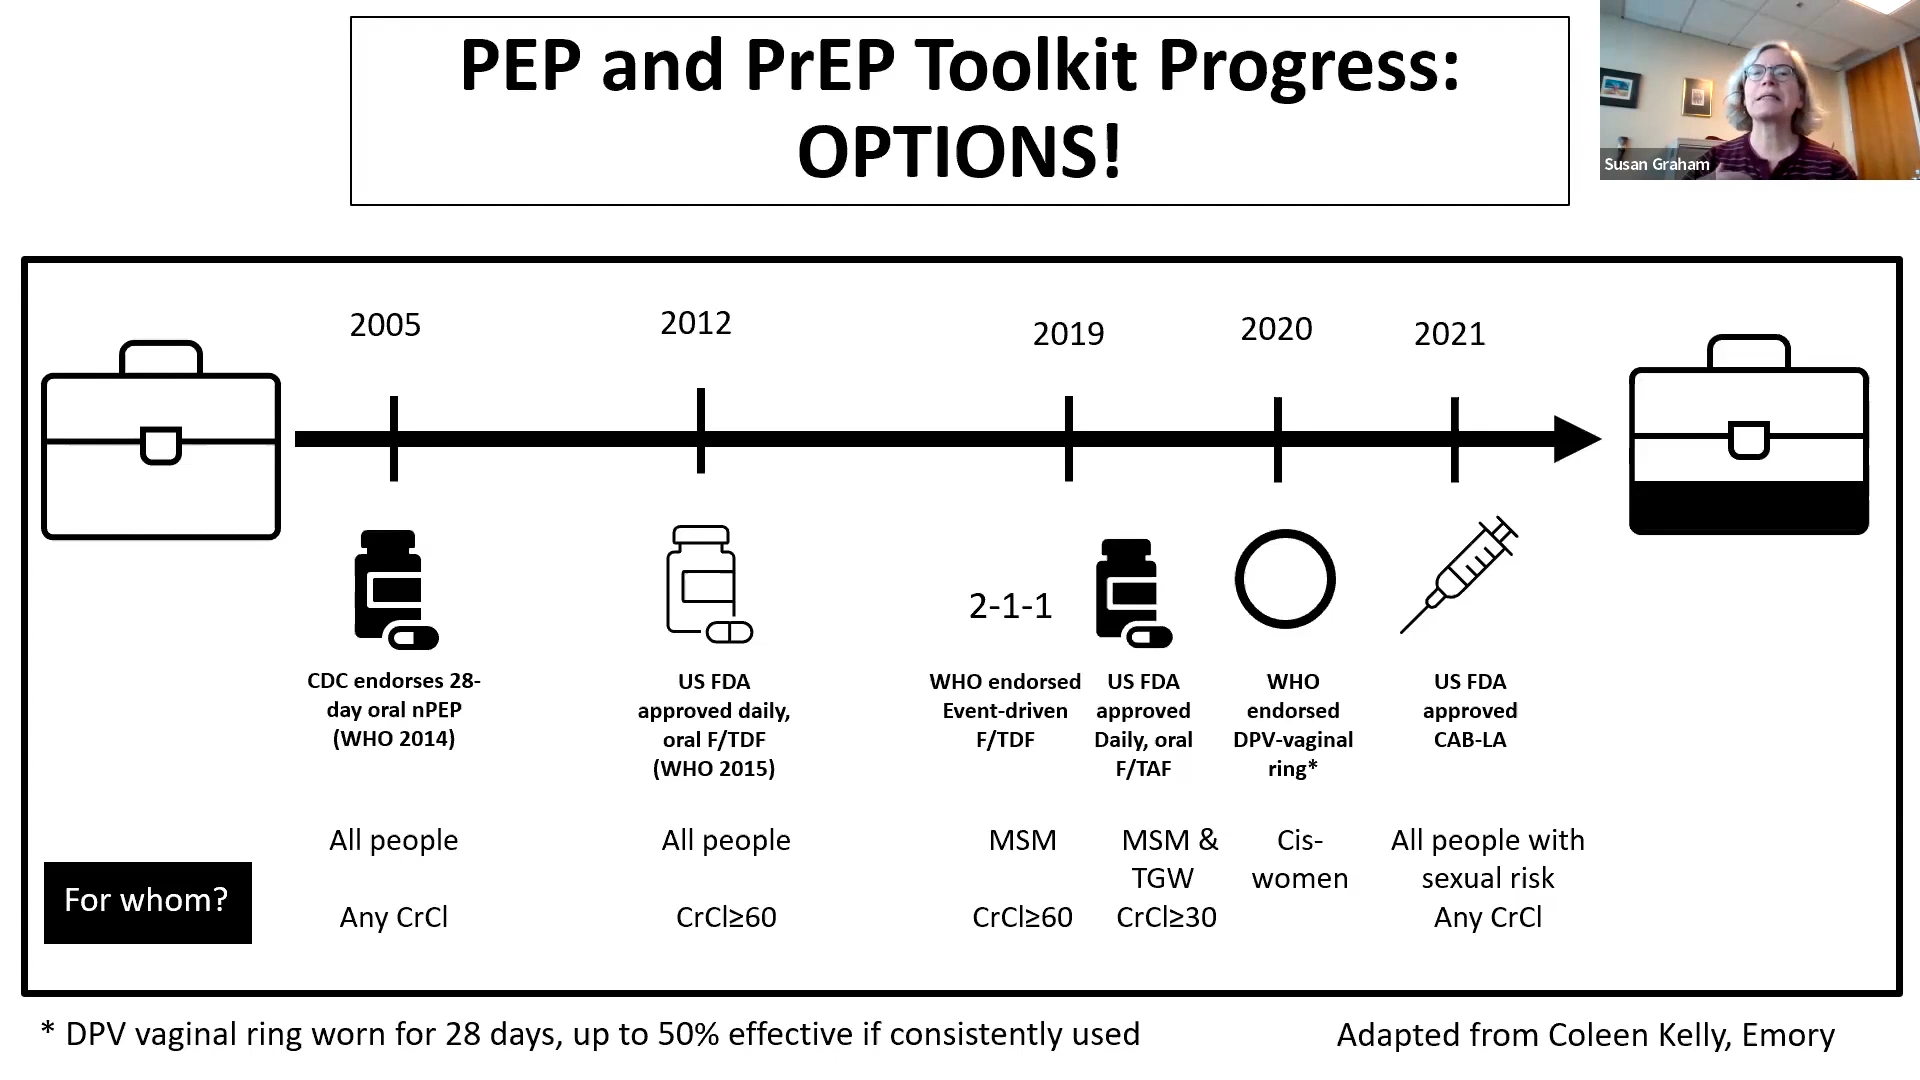 PEP and PrEP Toolkit Progress:
OPTIONS!
Susan Graham
2005
2012
2019
2020
2021
2-1-1
CDC endorses 28-
day oral nPEP
(WHO 2014)
US FDA
approved daily,
oral F/TDF
(WHO 2015)
WHO endorsed
Event-driven
F/TDF
US FDA
approved
Daily, oral
F/TAF
WHO
endorsed
DPV-vaginal
ring*
US FDA
approved
CAB-LA
For whom?
All people
Any CrCl
All people
CrCl≥60
MSM
CrCl≥60
MSM &
TGW
CrCl≥30
Cis-
women
All people with
sexual risk
Any CrCl
* DPV vaginal ring worn for 28 days, up to 50% effective if consistently used
Adapted from Coleen Kelly, Emory